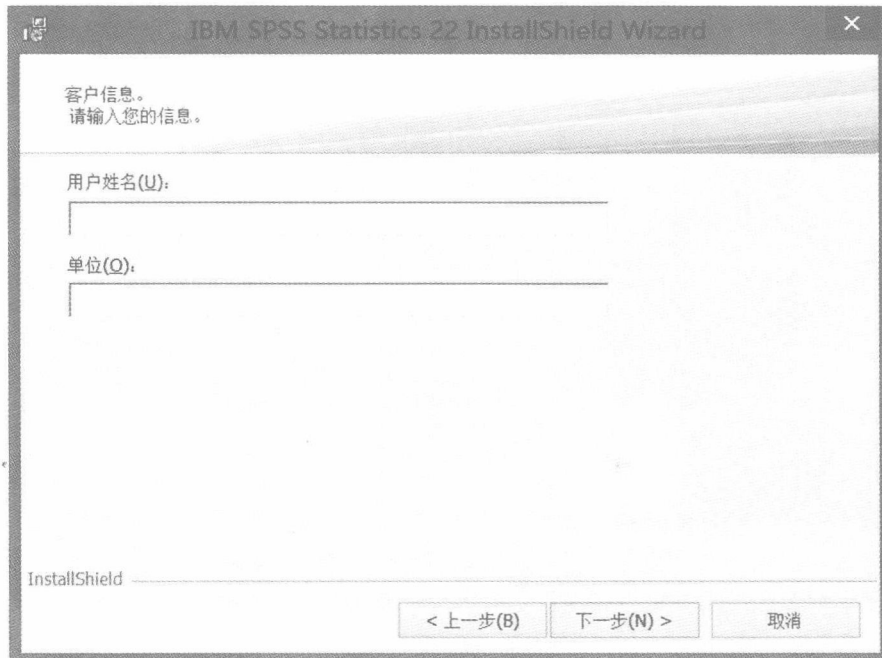 IBM SPSS Statistics 22 InstallShield Wizard
客户信息。
请输入您的信息。
用户姓名(U):
单位(O):
InstallShield
< 上一步(B) 下一步(N) > 取消